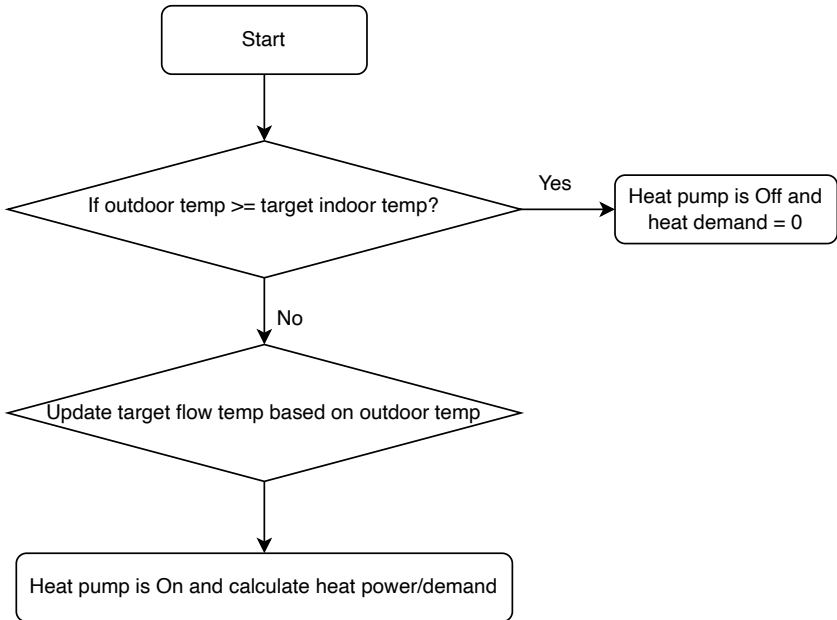 Start
If outdoor temp >= target indoor temp?
Yes
Heat pump is Off and
heat demand = 0
No
Update target flow temp based on outdoor temp
Heat pump is On and calculate heat power/demand